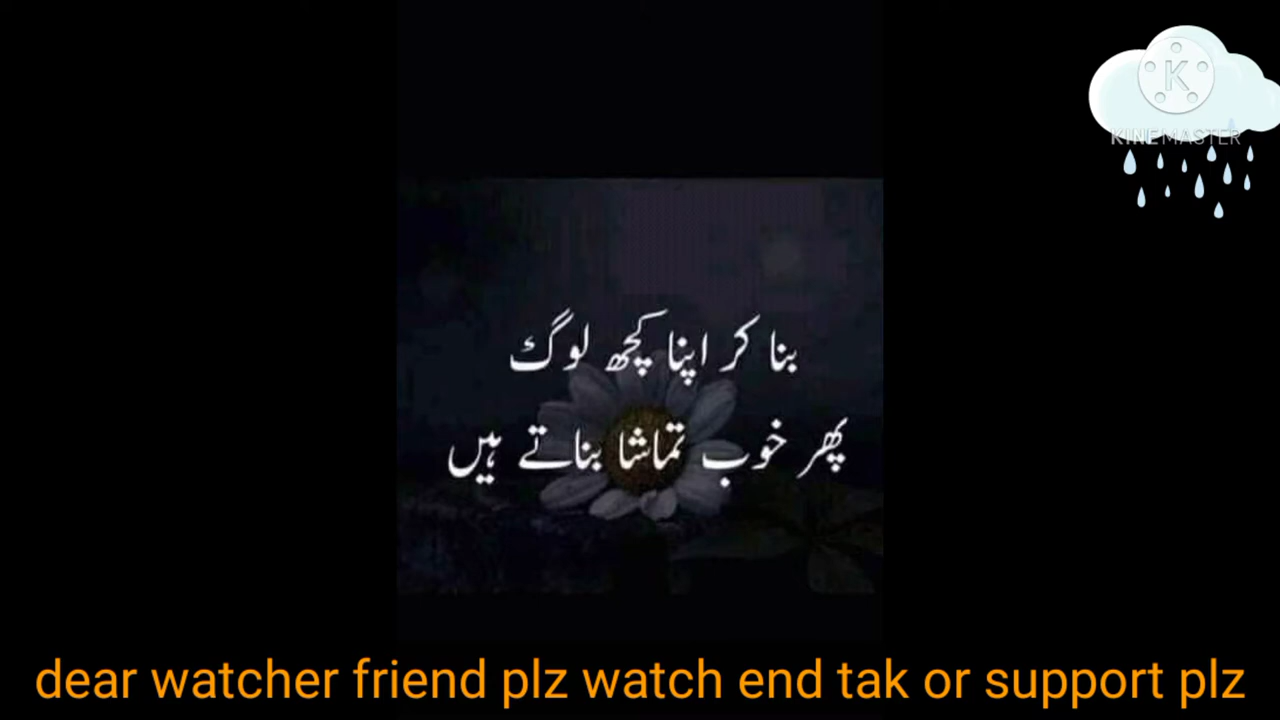 KINEMASTER
بنا کر اپنا کچھ لوگ
پھر خوب تماشا بناتے ہیں
dear watcher friend plz watch end tak or support plz